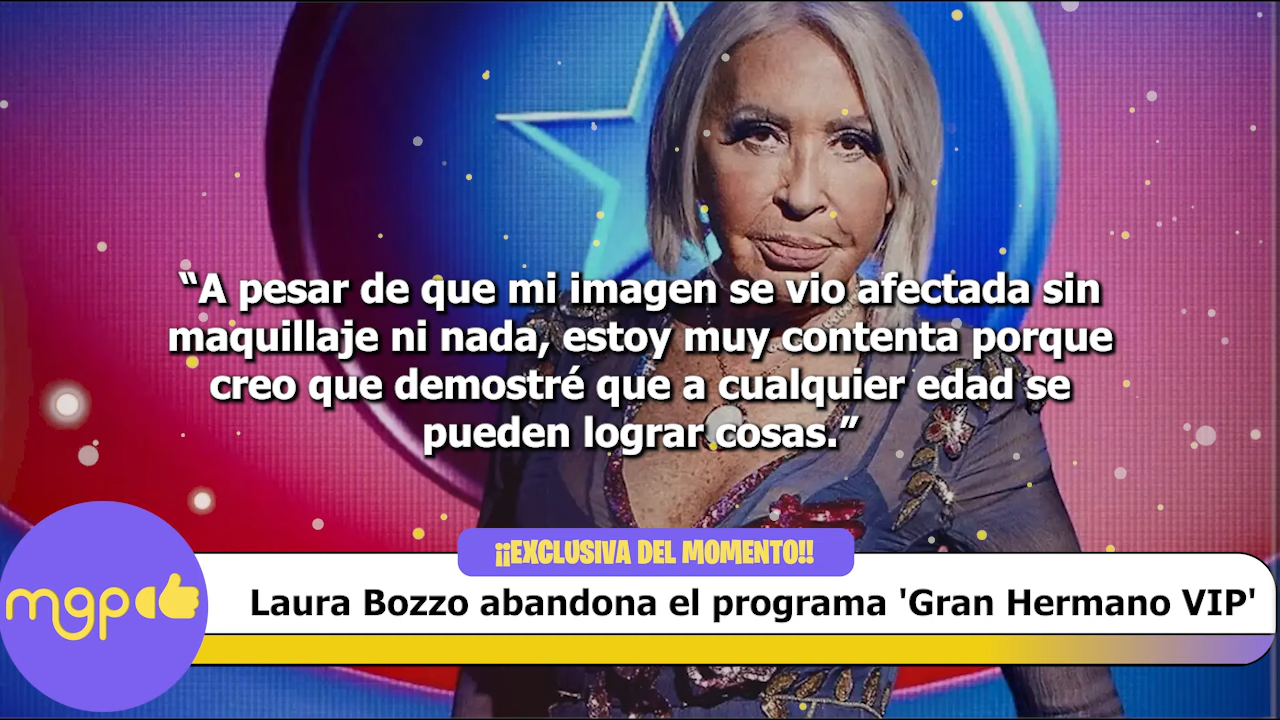 “A pesar de que mi imagen se vio afectada sin
maquillaje ni nada, estoy muy contenta porque
creo que demostré que a cualquier edad se
pueden lograr cosas.”
¡¡EXCLUSIVA DEL MOMENTO!!
mgp
Laura Bozzo abandona el programa 'Gran Hermano VIP'